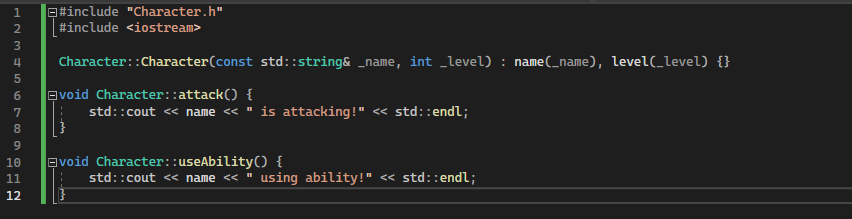 1 #include "Character.h"
2 #include <iostream>
3
4 Character::Character(const std::string& _name, int _level) : name(_name), level(_level) {}
5
6 void Character::attack() {
7     std::cout << name << " is attacking!" << std::endl;
8 }
9
10 void Character::useAbility() {
11     std::cout << name << " using ability!" << std::endl;
12 }